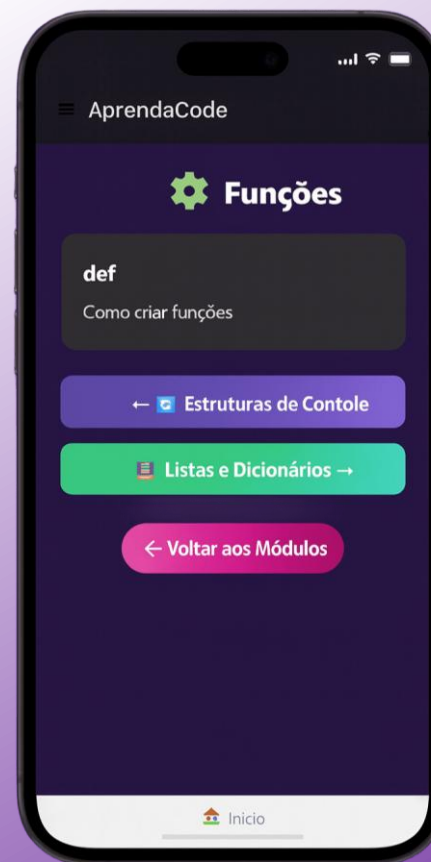 AprendaCode
Funções
def
Como criar funções
← Estruturas de Contole
Listas e Dicionários →
← Voltar aos Módulos
Inicio